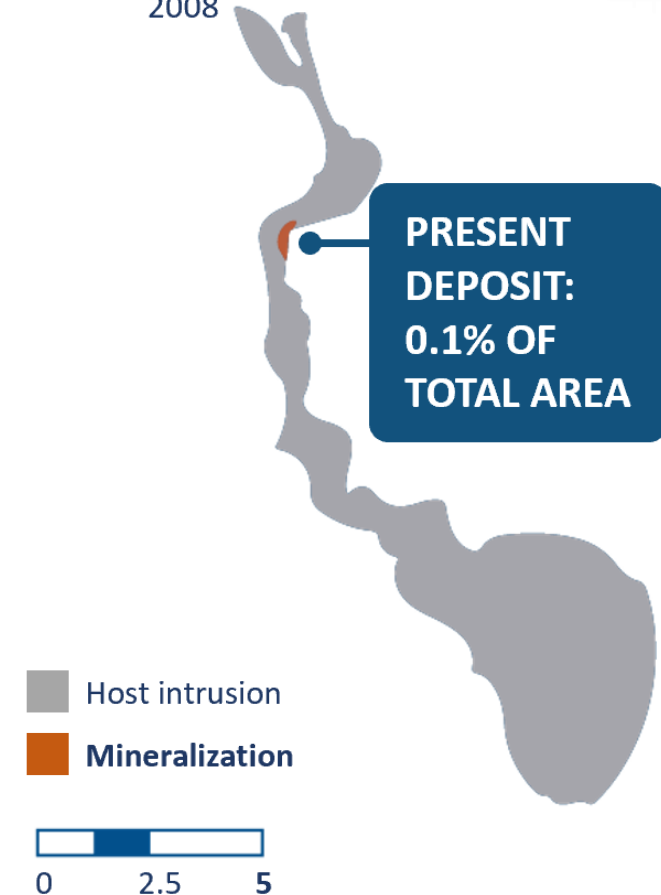 2008
PRESENT
DEPOSIT:
0.1% OF
TOTAL AREA
Host intrusion
Mineralization
0 2.5 5